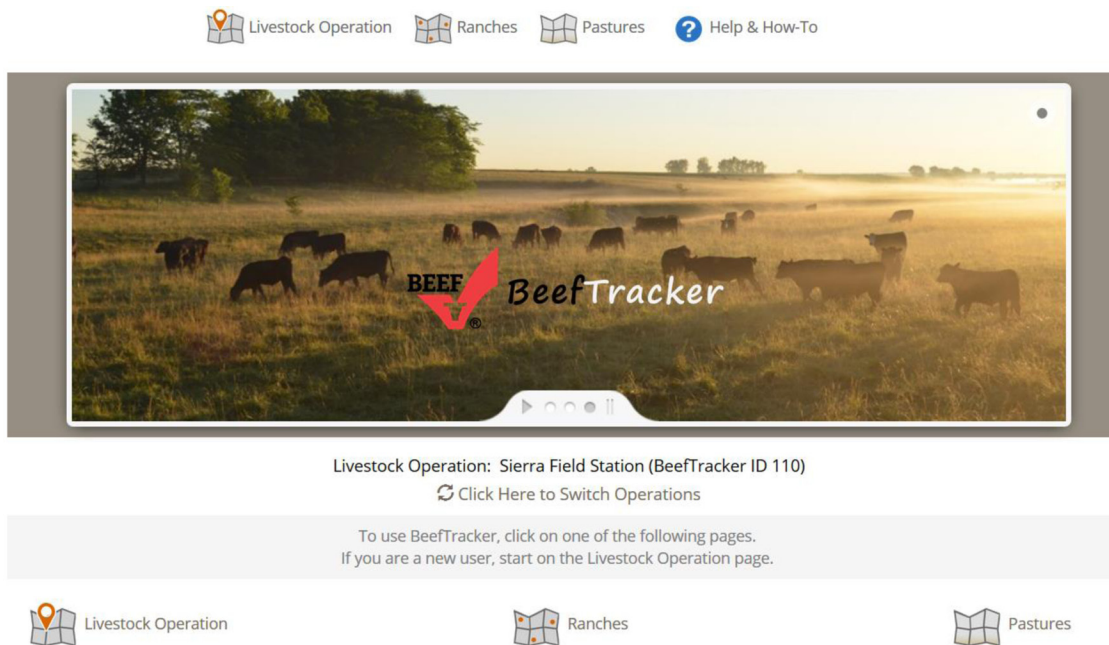 Livestock Operation Ranches Pastures ? Help & How-To
BEEF
®
BeefTracker
Livestock Operation: Sierra Field Station (BeefTracker ID 110)
Click Here to Switch Operations
To use BeefTracker, click on one of the following pages.
If you are a new user, start on the Livestock Operation page.
Livestock Operation Ranches Pastures